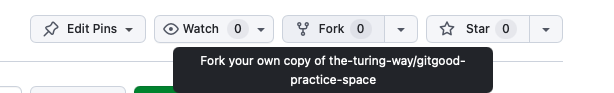 Edit Pins Watch 0 Fork 0 Star 0
Fork your own copy of the-turing-way/gitgood-
practice-space